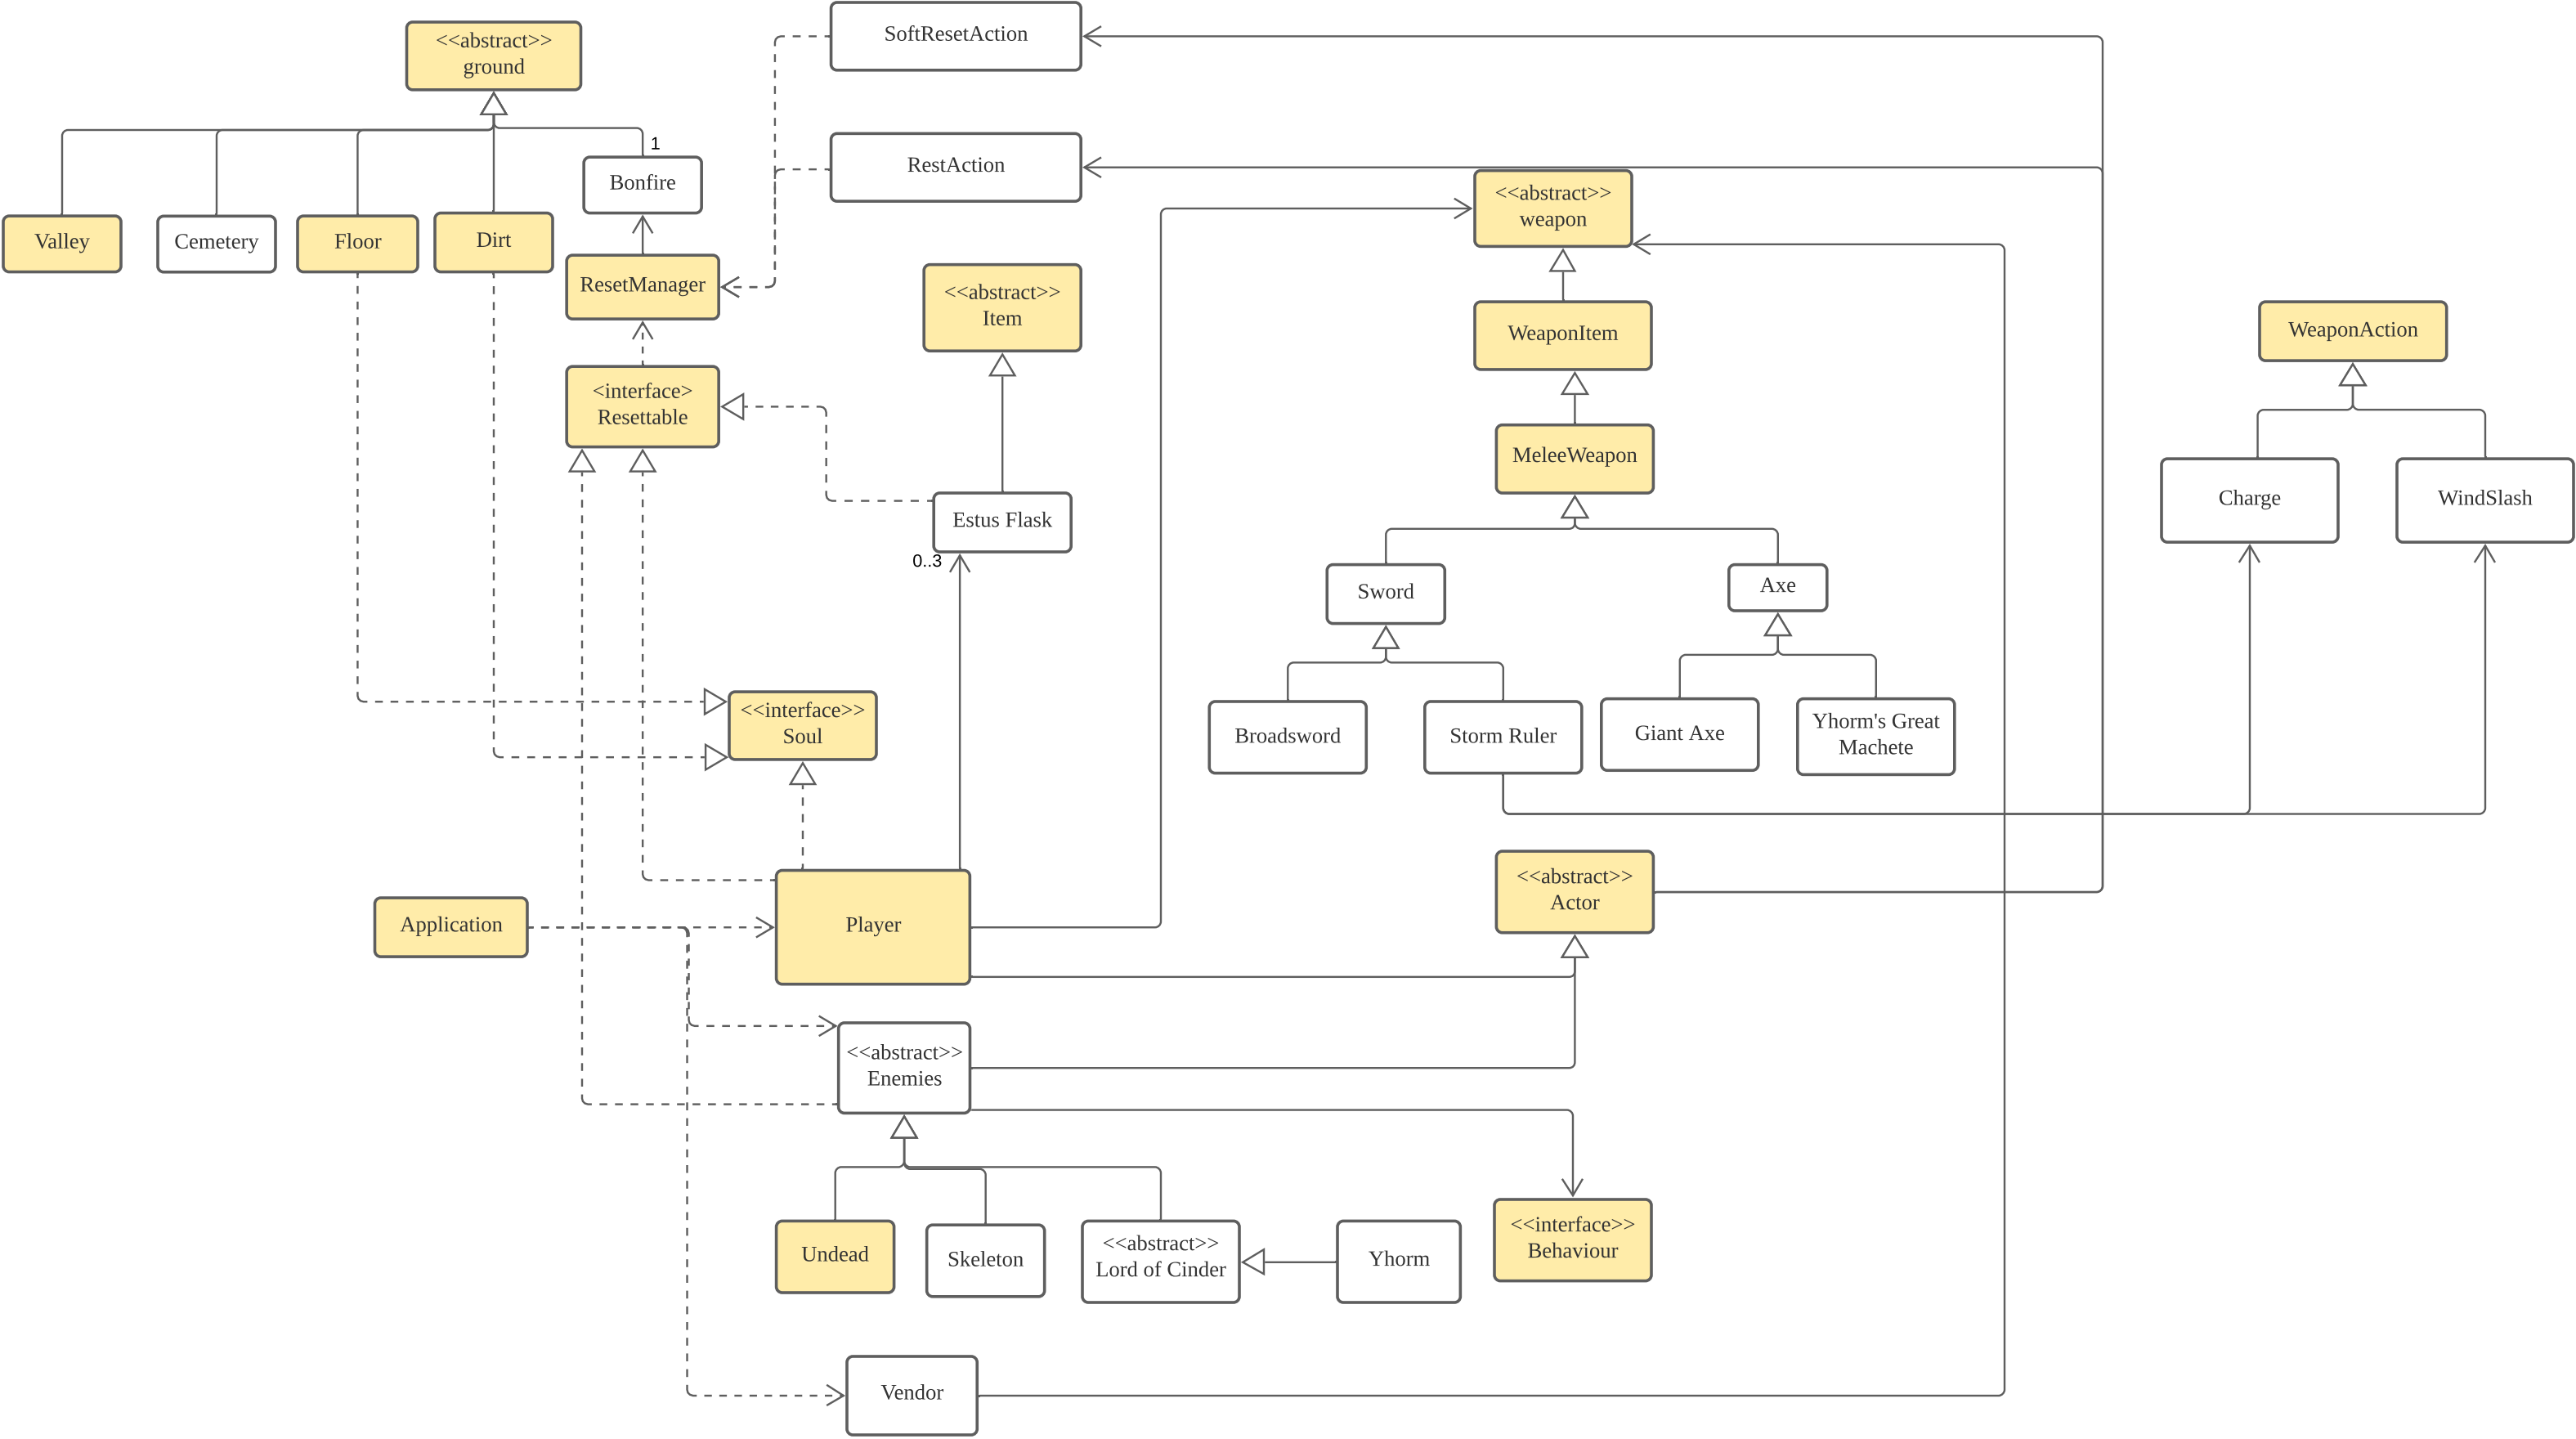 SoftResetAction
<<abstract>>
ground
1
RestAction
Bonfire
<<abstract>>
weapon
Valley
Cemetery
Floor
Dirt
ResetManager
<<abstract>>
Item
WeaponItem
WeaponAction
<interface>
Resettable
MeleeWeapon
Charge
WindSlash
Estus Flask
0..3
Sword
Axe
<<interface>>
Soul
Broadsword
Storm Ruler
Giant Axe
Yhorm's Great
Machete
<<abstract>>
Actor
Application
Player
<<abstract>>
Enemies
<<interface>>
Behaviour
Undead
Skeleton
<<abstract>>
Lord of Cinder
Yhorm
Vendor